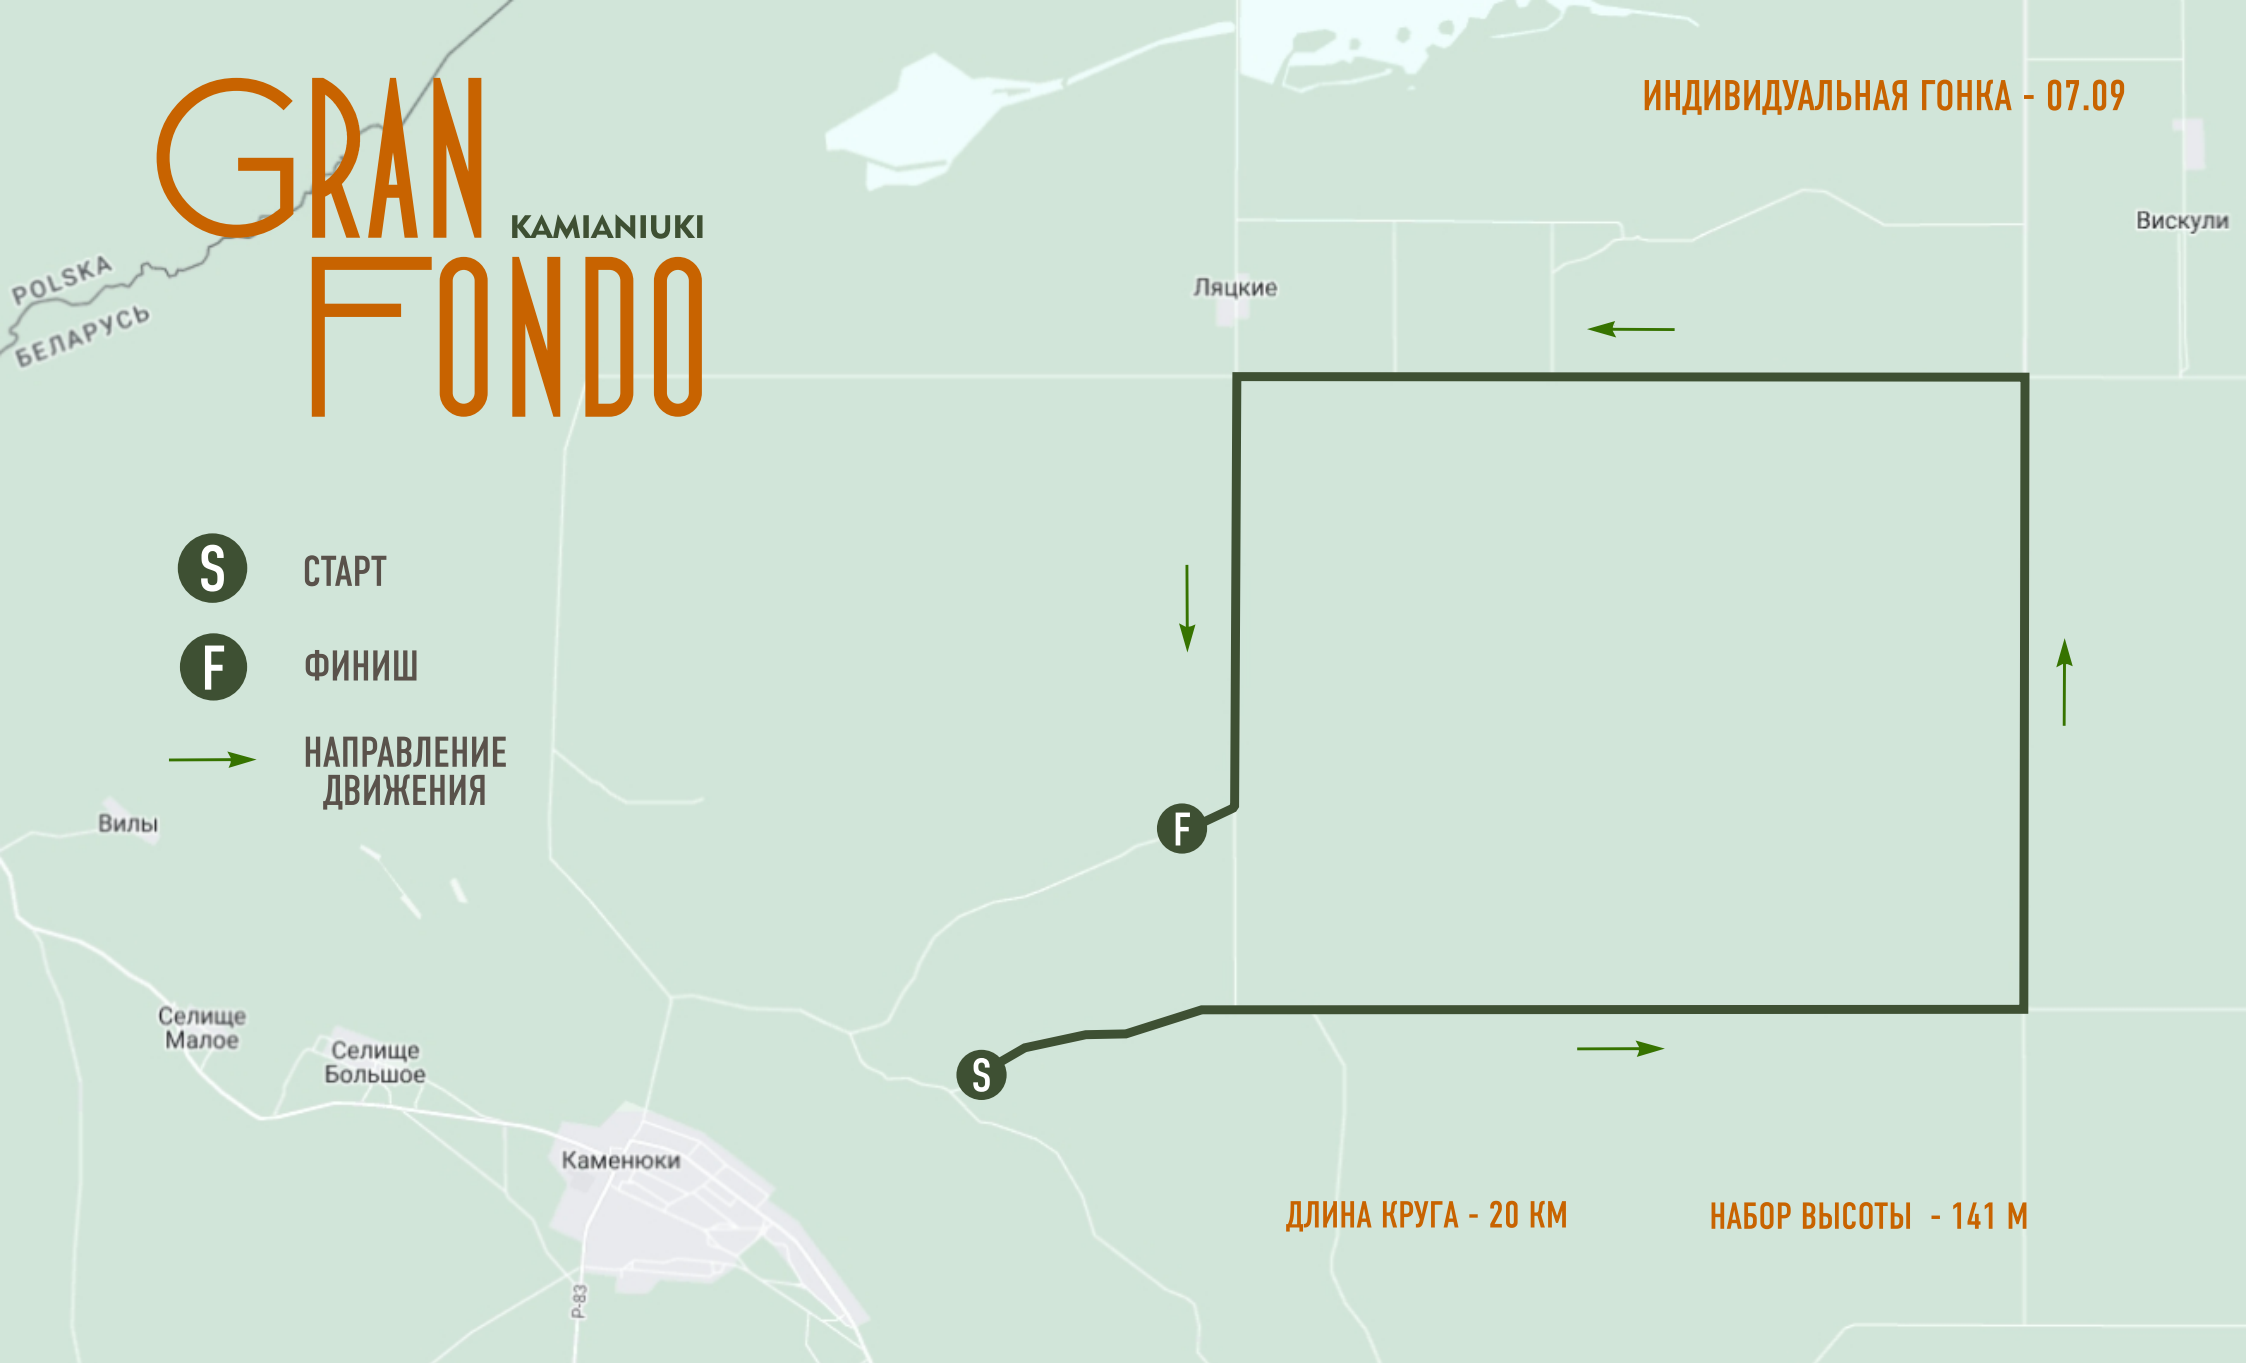 GRAN
KAMIANIUKI
FONDO
ИНДИВИДУАЛЬНАЯ ГОНКА - 07.09
POLSKA
БЕЛАРУСЬ
Вискули
Ляцкие
S СТАРТ
F ФИНИШ
НАПРАВЛЕНИЕ
ДВИЖЕНИЯ
Вилы
F
Селище
Малое
Селище
Большое
S
Каменюки
P-83
ДЛИНА КРУГА - 20 КМ
НАБОР ВЫСОТЫ - 141 М